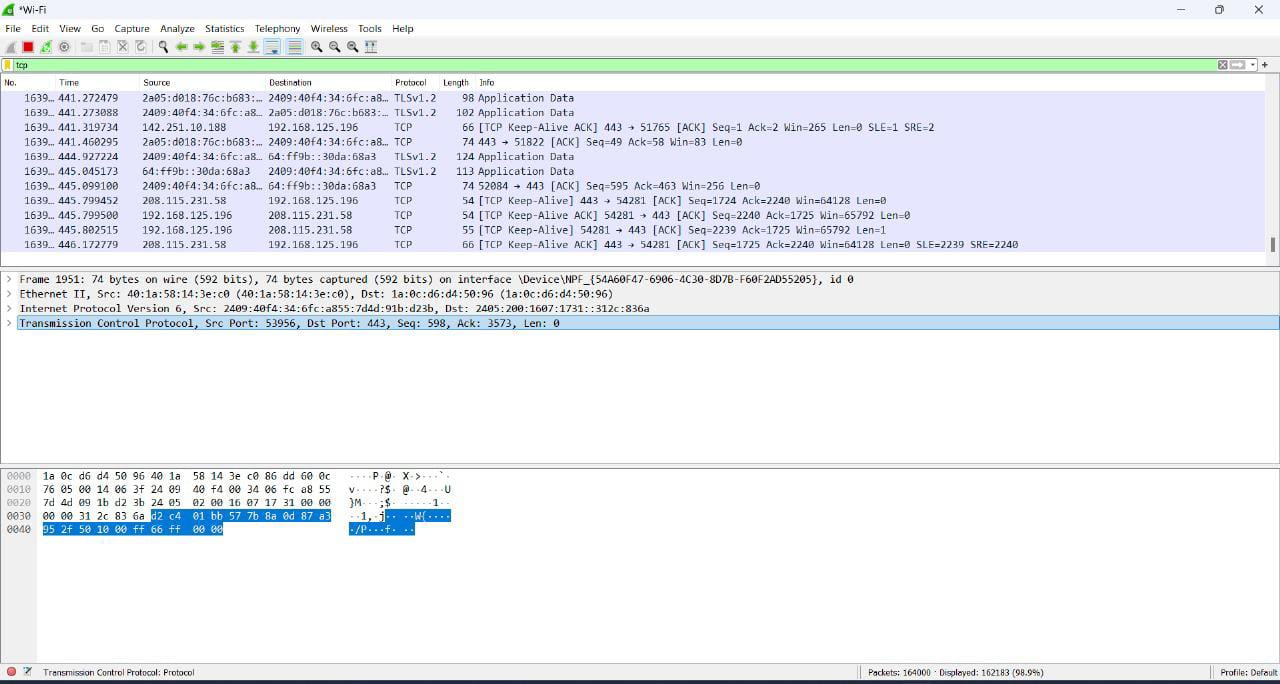 *Wi-Fi
File Edit View Go Capture Analyze Statistics Telephony Wireless Tools Help
tcp
No. Time Source Destination Protocol Length Info
1639… 441.272479 2a05:d018:76c:b683:… 2409:40f4:34:6fc:a8… TLSv1.2 98 Application Data
1639… 441.273088 2409:40f4:34:6fc:a8… 2a05:d018:76c:b683:… TLSv1.2 102 Application Data
1639… 441.319734 142.251.10.188 192.168.125.196 TCP 66 [TCP Keep-Alive ACK] 443 → 51765 [ACK] Seq=1 Ack=2 Win=265 Len=0 SLE=1 SRE=2
1639… 441.460295 2a05:d018:76c:b683:… 2409:40f4:34:6fc:a8… TCP 74 443 → 51822 [ACK] Seq=49 Ack=58 Win=83 Len=0
1639… 444.927224 2409:40f4:34:6fc:a8… 64:ff9b::30da:68a3 TLSv1.2 124 Application Data
1639… 445.045173 64:ff9b::30da:68a3 2409:40f4:34:6fc:a8… TLSv1.2 113 Application Data
1639… 445.099100 2409:40f4:34:6fc:a8… 64:ff9b::30da:68a3 TCP 74 52084 → 443 [ACK] Seq=595 Ack=463 Win=256 Len=0
1639… 445.799452 208.115.231.58 192.168.125.196 TCP 54 [TCP Keep-Alive] 443 → 54281 [ACK] Seq=1724 Ack=2240 Win=64128 Len=0
1639… 445.799500 192.168.125.196 208.115.231.58 TCP 54 [TCP Keep-Alive ACK] 54281 → 443 [ACK] Seq=2240 Ack=1725 Win=65792 Len=0
1639… 445.802515 192.168.125.196 208.115.231.58 TCP 55 [TCP Keep-Alive] 54281 → 443 [ACK] Seq=2239 Ack=1725 Win=65792 Len=1
1639… 446.172779 208.115.231.58 192.168.125.196 TCP 66 [TCP Keep-Alive ACK] 443 → 54281 [ACK] Seq=1725 Ack=2240 Win=64128 Len=0 SLE=2239 SRE=2240
Frame 1951: 74 bytes on wire (592 bits), 74 bytes captured (592 bits) on interface \Device\NPF_{54A60F47-6906-4C30-8D7B-F60F2AD55205}, id 0
Ethernet II, Src: 40:1a:58:14:3e:c0 (40:1a:58:14:3e:c0), Dst: 1a:0c:d6:d4:50:96 (1a:0c:d6:d4:50:96)
Internet Protocol Version 6, Src: 2409:40f4:34:6fc:a855:7d4d:91b:d23b, Dst: 2405:200:1607:1731::312c:836a
Transmission Control Protocol, Src Port: 53956, Dst Port: 443, Seq: 598, Ack: 3573, Len: 0
0000 1a 0c d6 d4 50 96 40 1a 58 14 3e c0 86 dd 60 0c ····P·@· X·>···`·
0010 76 05 00 14 06 3f 24 09 40 f4 00 34 06 fc a8 55 v····?$· @··4···U
0020 7d 4d 09 1b d2 3b 24 05 02 00 16 07 17 31 00 00 }M···;$· ·····1··
0030 00 00 31 2c 83 6a d2 c4 01 bb 57 7b 8a 0d 87 a3 ··1,·j·· ··W{····
0040 95 2f 50 10 00 ff 66 ff 00 00 ·/P···f· ··
Transmission Control Protocol: Protocol
Packets: 164000 · Displayed: 162183 (98.9%)
Profile: Default